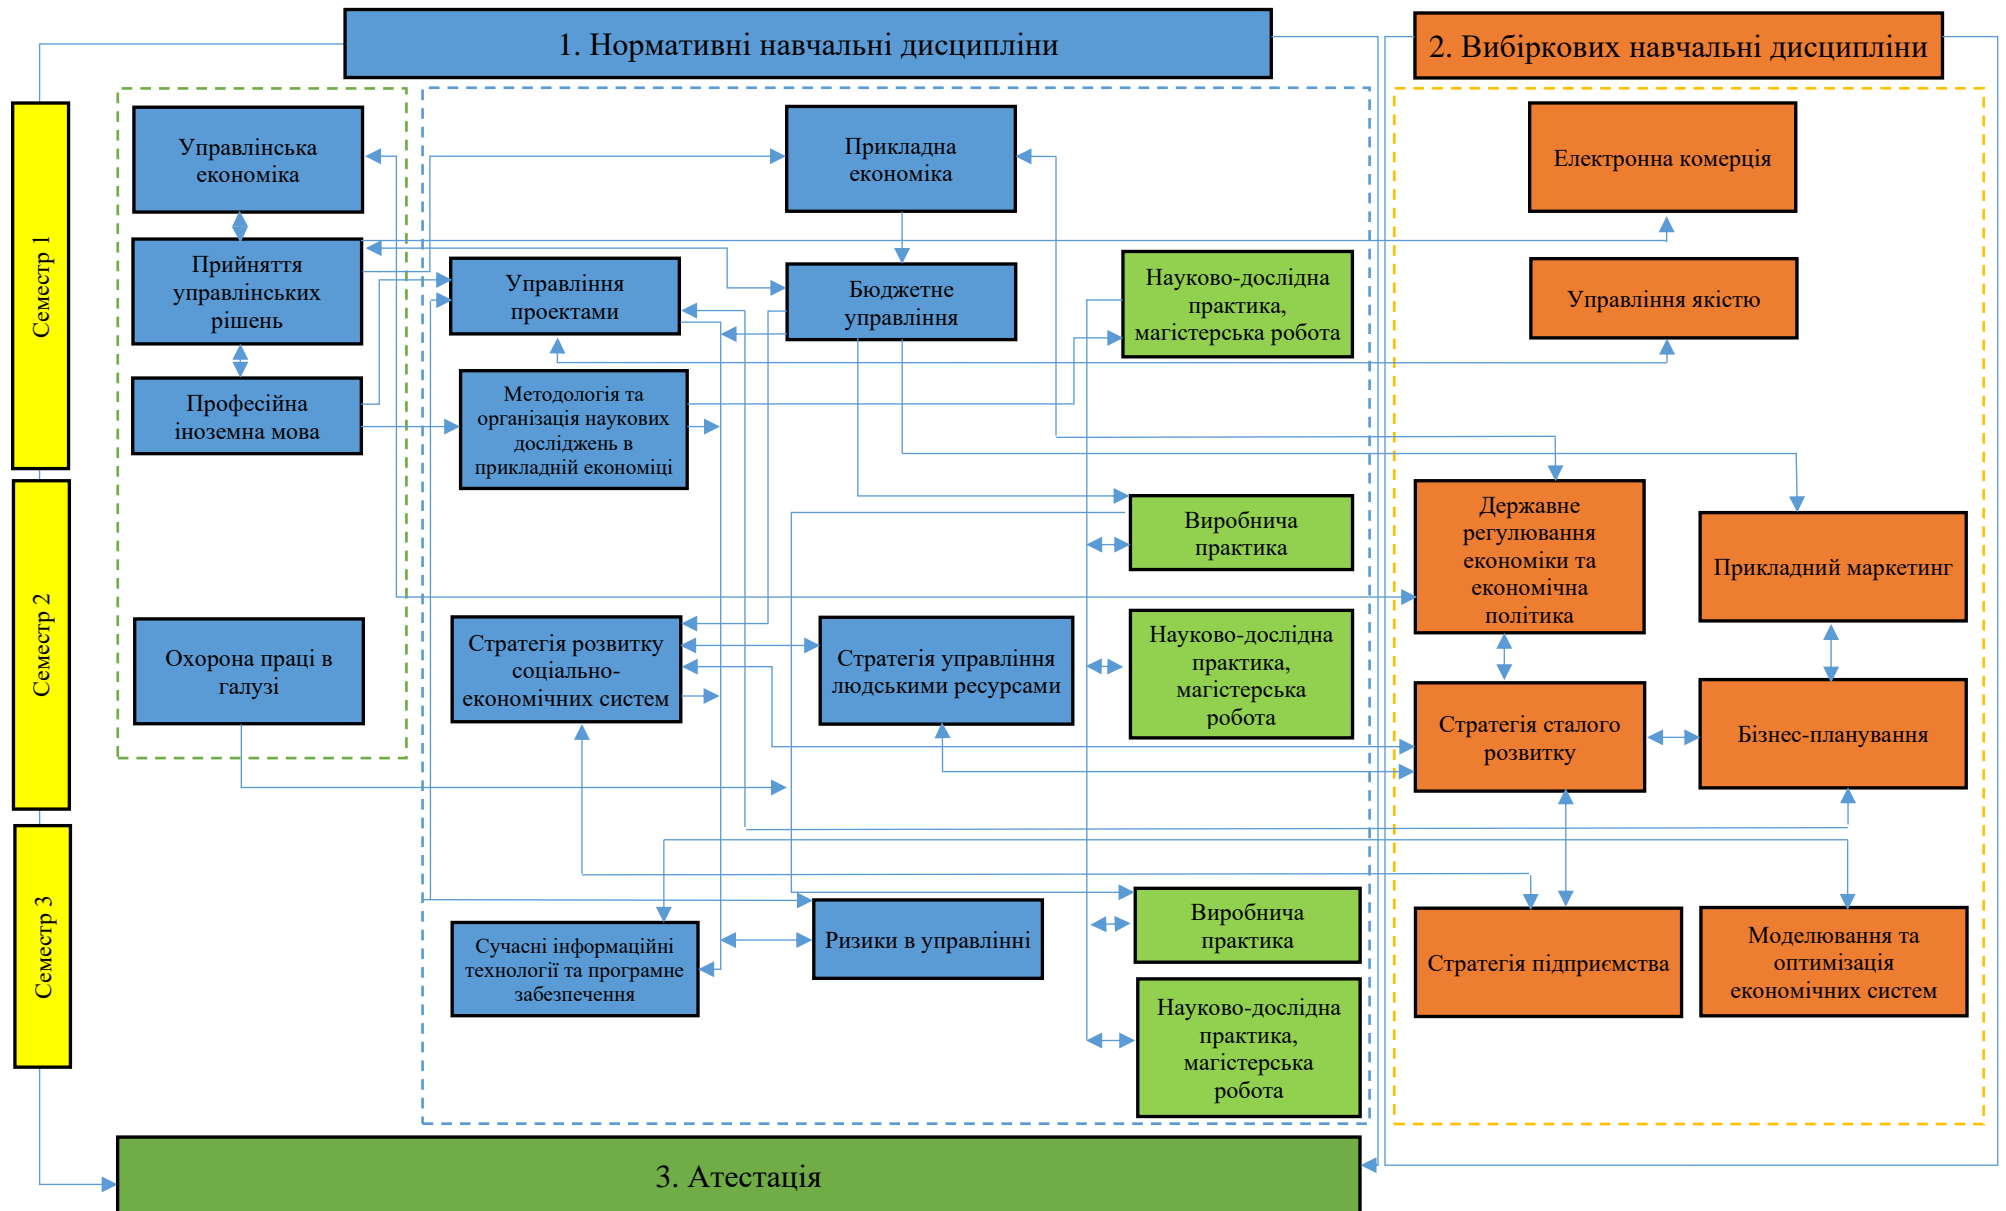 1. Нормативні навчальні дисципліни
2. Вибіркових навчальні дисципліни
Семестр 1
Управлінська
економіка
Прикладна
економіка
Електронна комерція
Прийняття
управлінських
рішень
Управління
проектами
Бюджетне
управління
Науково-дослідна
практика,
магістерська робота
Управління якістю
Професійна
іноземна мова
Методологія та
організація наукових
досліджень в
прикладній економіці
Семестр 2
Виробнича
практика
Державне
регулювання
економіки та
економічна
політика
Прикладний маркетинг
Охорона праці в
галузі
Стратегія розвитку
соціально-
економічних систем
Стратегія управління
людськими ресурсами
Науково-дослідна
практика,
магістерська
робота
Стратегія сталого
розвитку
Бізнес-планування
Семестр 3
Сучасні інформаційні
технології та програмне
забезпечення
Ризики в управлінні
Виробнича
практика
Стратегія підприємства
Моделювання та
оптимізація
економічних систем
Науково-дослідна
практика,
магістерська
робота
3. Атестація